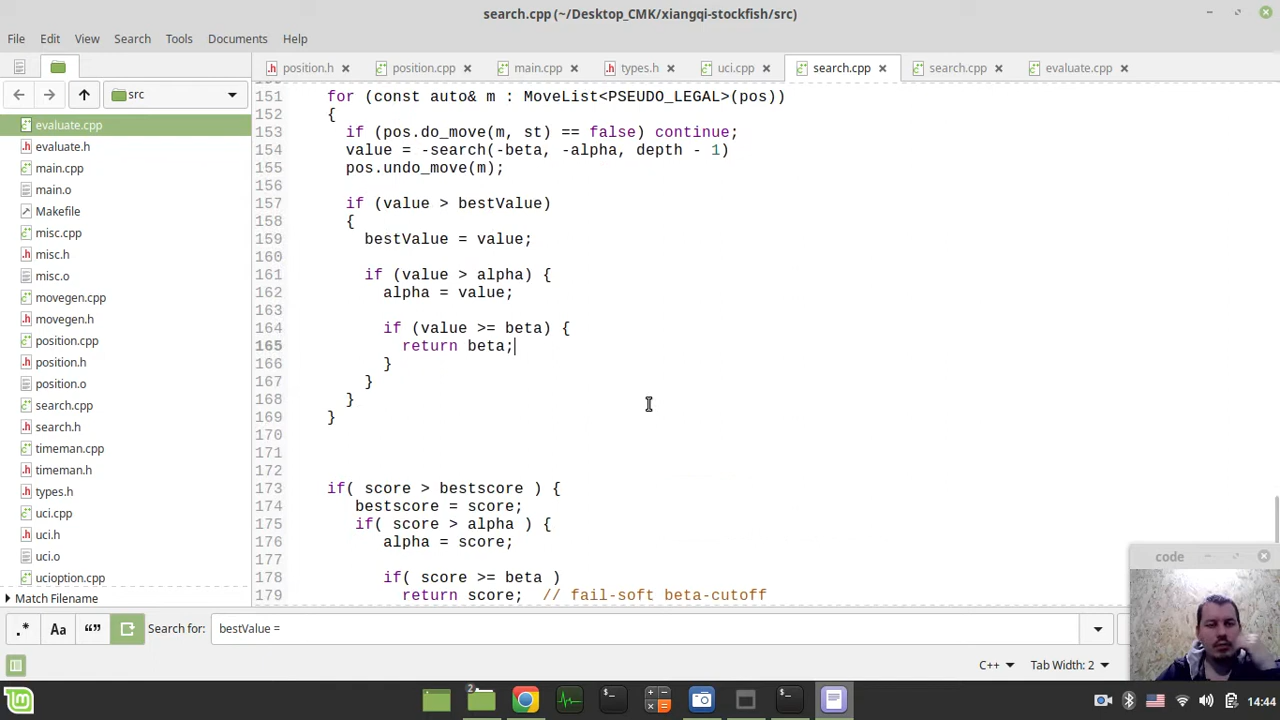 search.cpp (~/Desktop_CMK/xiangqi-stockfish/src)
File Edit View Search Tools Documents Help
position.h position.cpp main.cpp types.h uci.cpp search.cpp search.cpp evaluate.cpp
src
evaluate.cpp
evaluate.h
main.cpp
main.o
Makefile
misc.cpp
misc.h
misc.o
movegen.cpp
movegen.h
position.cpp
position.h
position.o
search.cpp
search.h
timeman.cpp
timeman.h
types.h
uci.cpp
uci.h
uci.o
ucioption.cpp
Match Filename
151 for (const auto& m : MoveList<PSEUDO_LEGAL>(pos))
152 {
153 if (pos.do_move(m, st) == false) continue;
154 value = -search(-beta, -alpha, depth - 1)
155 pos.undo_move(m);
156
157 if (value > bestValue)
158 {
159 bestValue = value;
160
161 if (value > alpha) {
162 alpha = value;
163
164 if (value >= beta) {
165 return beta;
166 }
167 }
168 }
169 }
170
171
172
173 if( score > bestscore ) {
174 bestscore = score;
175 if( score > alpha ) {
176 alpha = score;
177
178 if( score >= beta )
179 return score; // fail-soft beta-cutoff
code
.* Aa “” Search for: bestValue =
C++ Tab Width: 2
2
14:44